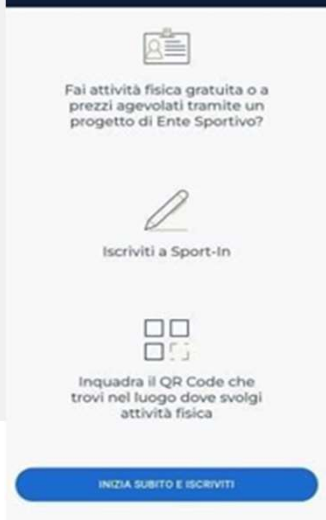 Fai attività fisica gratuita o a
prezzi agevolati tramite un
progetto di Ente Sportivo?
Iscriviti a Sport-In
Inquadra il QR Code che
trovi nel luogo dove svolgi
attività fisica
INIZIA SUBITO E ISCRIVITI